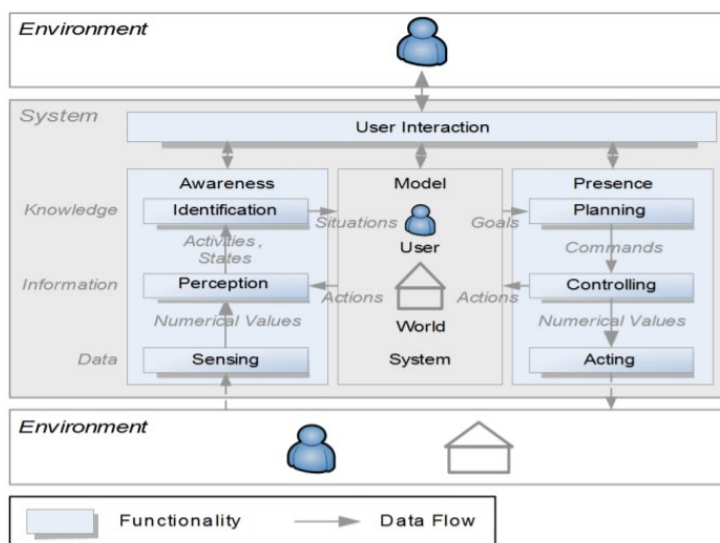 Environment
System
User Interaction
Awareness Model Presence
Knowledge Identification Situations Goals Planning
User
Activities, Commands
States
Information Perception Actions Actions Controlling
World
Numerical Values Numerical Values
Data Sensing System Acting
Environment
Functionality Data Flow